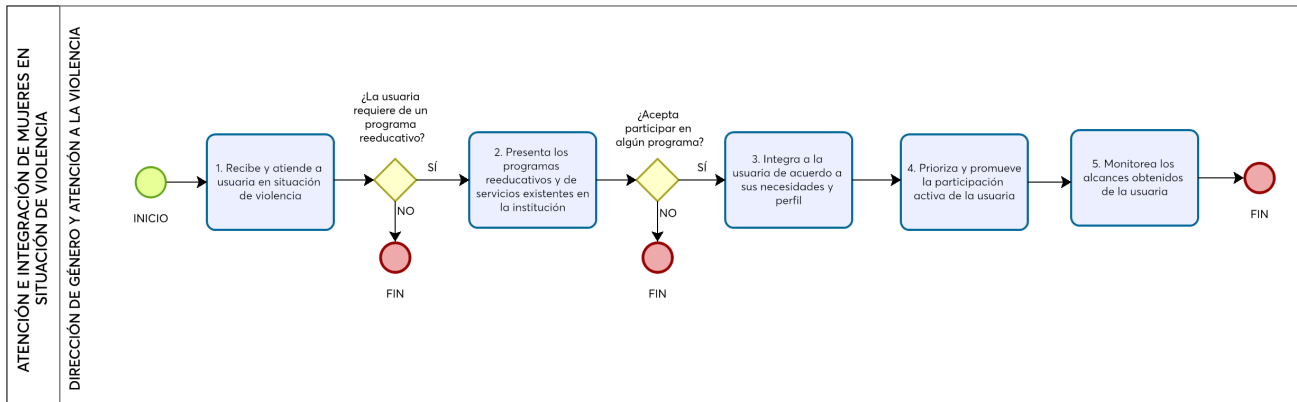 ATENCIÓN E INTEGRACIÓN DE MUJERES EN
SITUACIÓN DE VIOLENCIA
DIRECCIÓN DE GÉNERO Y ATENCIÓN A LA VIOLENCIA
INICIO
1. Recibe y atiende a
usuaria en situación
de violencia
¿La usuaria
requiere de un
programa
reeducativo?
SÍ
NO
FIN
2. Presenta los
programas
reeducativos y de
servicios existentes en
la institución
¿Acepta
participar en
algún programa?
SÍ
NO
FIN
3. Integra a la
usuaria de acuerdo a
sus necesidades y
perfil
4. Prioriza y promueve
la participación
activa de la usuaria
5. Monitorea los
alcances obtenidos
de la usuaria
FIN